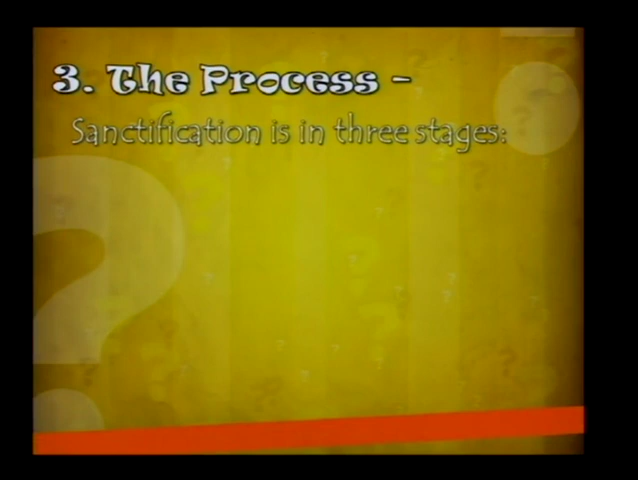 3. The Process -
Sanctification is in three stages: